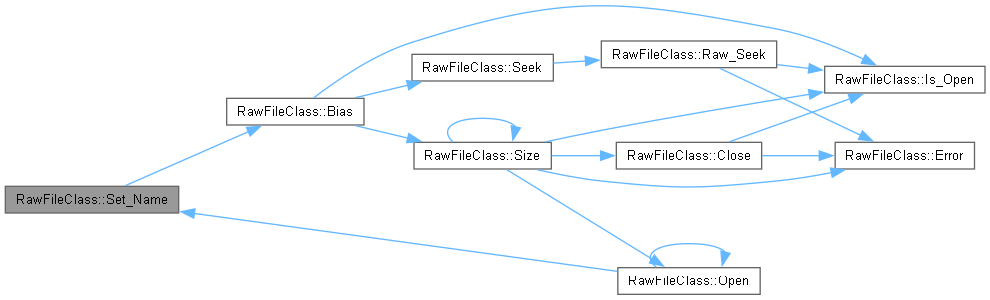 RawFileClass::Set_Name
RawFileClass::Bias
RawFileClass::Seek
RawFileClass::Size
RawFileClass::Raw_Seek
RawFileClass::Close
RawFileClass::Open
RawFileClass::Is_Open
RawFileClass::Error